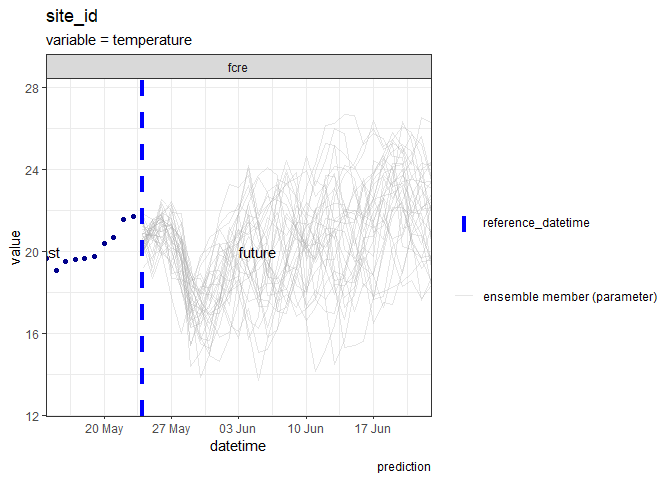 site_id
variable = temperature
fcre
28
24
20
16
12
value
st
future
20 May
27 May
03 Jun
10 Jun
17 Jun
datetime
prediction
reference_datetime
ensemble member (parameter)